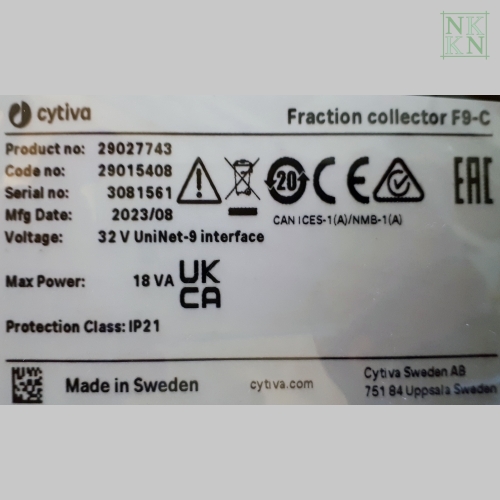 NK
KN
cytiva
Fraction collector F9-C
Product no: 29027743
Code no: 29015408
Serial no: 3081561
Mfg Date: 2023/08
Voltage: 32 V UniNet-9 interface
20
CE
EAC
CAN ICES-1(A)/NMB-1(A)
Max Power: 18 VA
UK
CA
Protection Class: IP21
Made in Sweden
cytiva.com
Cytiva Sweden AB
751 84 Uppsala Sweden